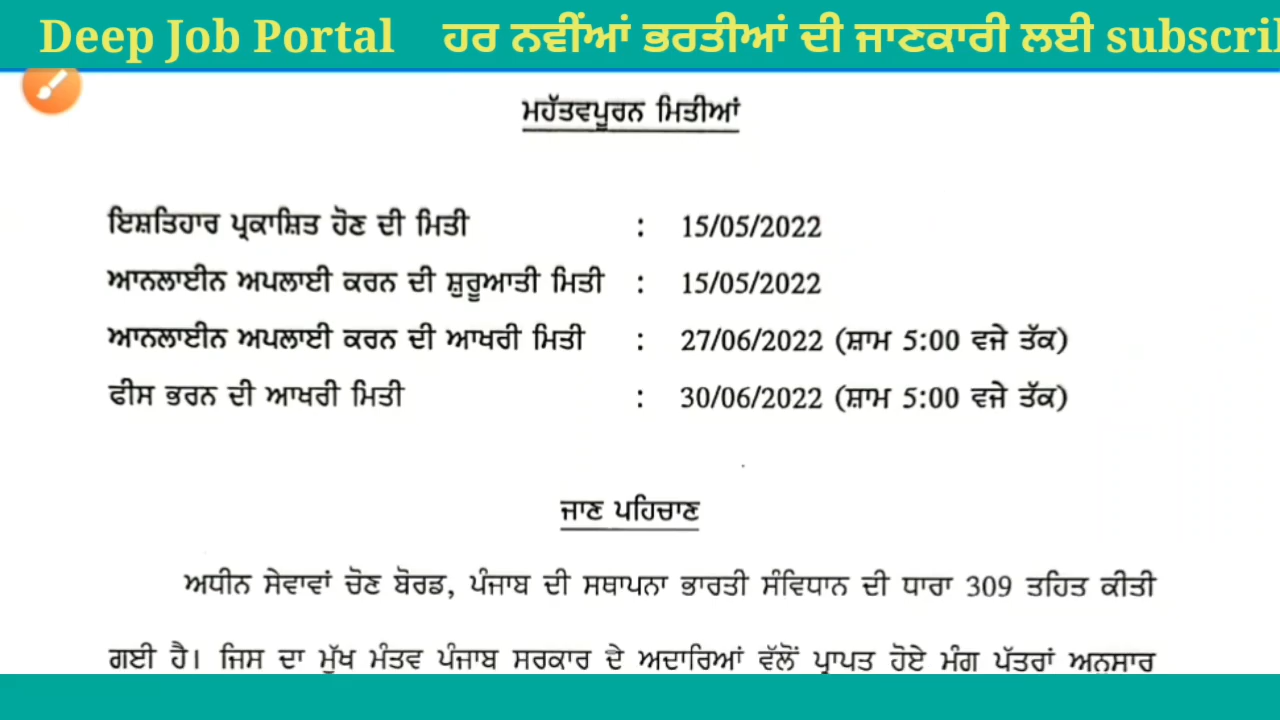 Deep Job Portal ਹਰ ਨਵੀਂਆਂ ਭਰਤੀਆਂ ਦੀ ਜਾਣਕਾਰੀ ਲਈ subscri
ਮਹੱਤਵਪੂਰਨ ਮਿਤੀਆਂ
ਇਸ਼ਤਿਹਾਰ ਪ੍ਰਕਾਸ਼ਿਤ ਹੋਣ ਦੀ ਮਿਤੀ : 15/05/2022
ਆਨਲਾਈਨ ਅਪਲਾਈ ਕਰਨ ਦੀ ਸ਼ੁਰੂਆਤੀ ਮਿਤੀ : 15/05/2022
ਆਨਲਾਈਨ ਅਪਲਾਈ ਕਰਨ ਦੀ ਆਖਰੀ ਮਿਤੀ : 27/06/2022 (ਸ਼ਾਮ 5:00 ਵਜੇ ਤੱਕ)
ਫੀਸ ਭਰਨ ਦੀ ਆਖਰੀ ਮਿਤੀ : 30/06/2022 (ਸ਼ਾਮ 5:00 ਵਜੇ ਤੱਕ)
ਜਾਣ ਪਹਿਚਾਣ
ਅਧੀਨ ਸੇਵਾਵਾਂ ਚੋਣ ਬੋਰਡ, ਪੰਜਾਬ ਦੀ ਸਥਾਪਨਾ ਭਾਰਤੀ ਸੰਵਿਧਾਨ ਦੀ ਧਾਰਾ 309 ਤਹਿਤ ਕੀਤੀ
ਗਈ ਹੈ। ਜਿਸ ਦਾ ਮੁੱਖ ਮੰਤਵ ਪੰਜਾਬ ਸਰਕਾਰ ਦੇ ਅਦਾਰਿਆਂ ਵੱਲੋਂ ਪ੍ਰਾਪਤ ਹੋਏ ਮੰਗ ਪੱਤਰਾਂ ਅਨੁਸਾਰ